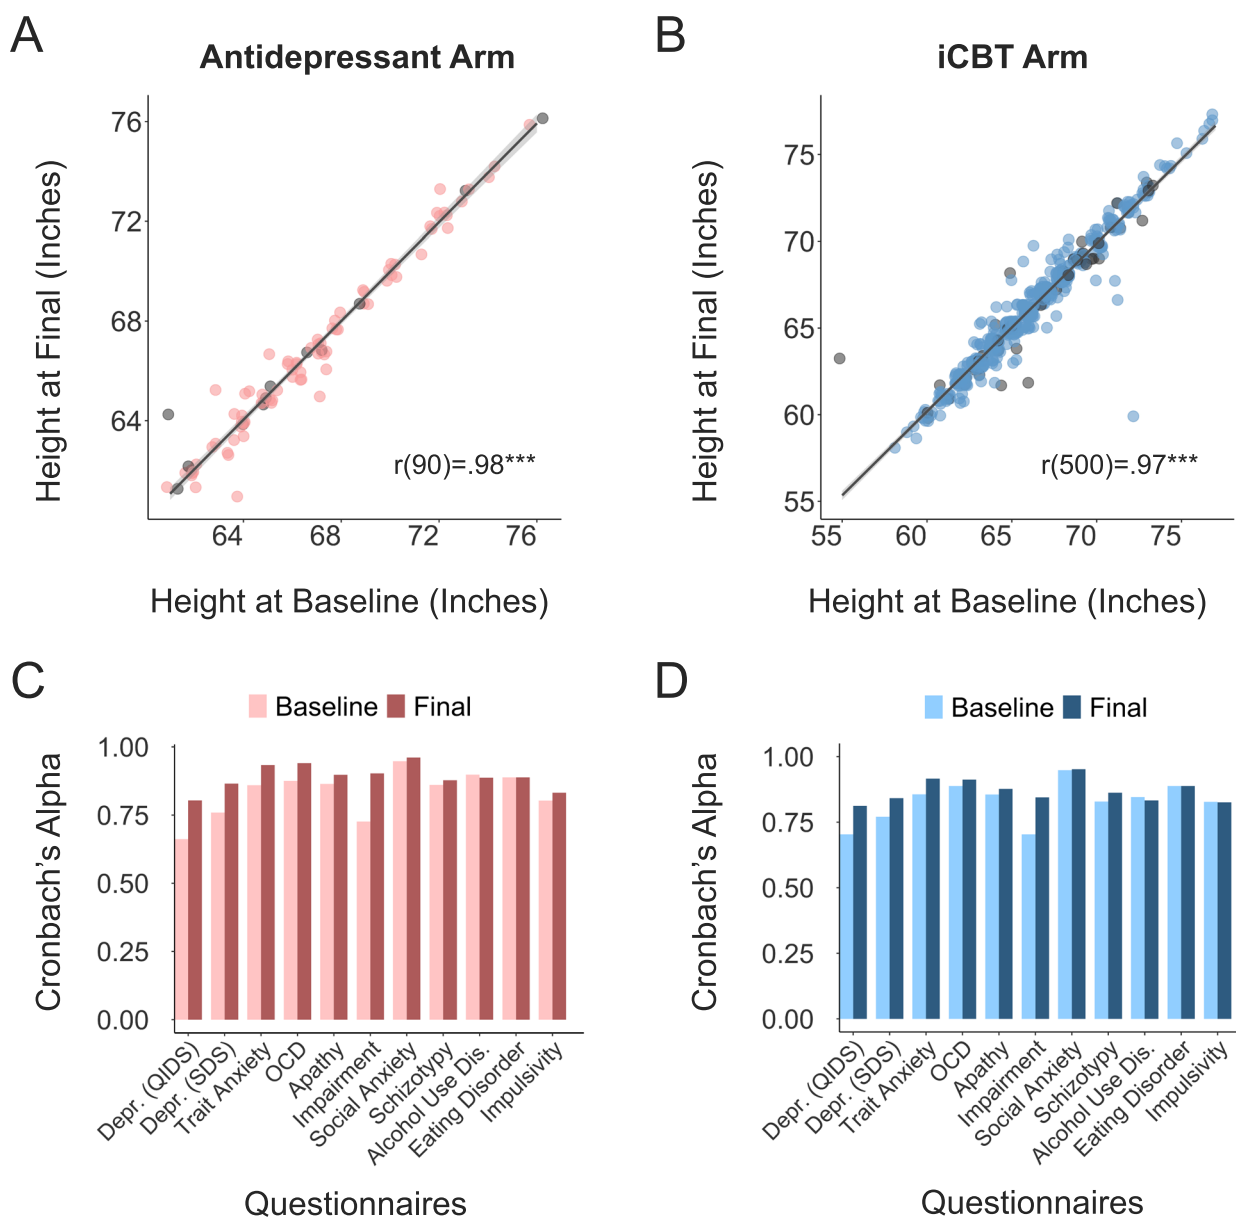 A
Antidepressant Arm
Height at Final (Inches)
76
72
68
64
r(90)=.98***
64 68 72 76
Height at Baseline (Inches)
B
iCBT Arm
Height at Final (Inches)
75
70
65
60
55
r(500)=.97***
55 60 65 70 75
Height at Baseline (Inches)
C
Baseline Final
Cronbach's Alpha
1.00
0.75
0.50
0.25
0.00
Depr. (QIDS)
Depr. (SDS)
Trait Anxiety
OCD
Apathy
Impairment
Social Anxiety
Schizotypy
Alcohol Use Dis.
Eating Disorder
Impulsivity
Questionnaires
D
Baseline Final
Cronbach's Alpha
1.00
0.75
0.50
0.25
0.00
Depr. (QIDS)
Depr. (SDS)
Trait Anxiety
OCD
Apathy
Impairment
Social Anxiety
Schizotypy
Alcohol Use Dis.
Eating Disorder
Impulsivity
Questionnaires